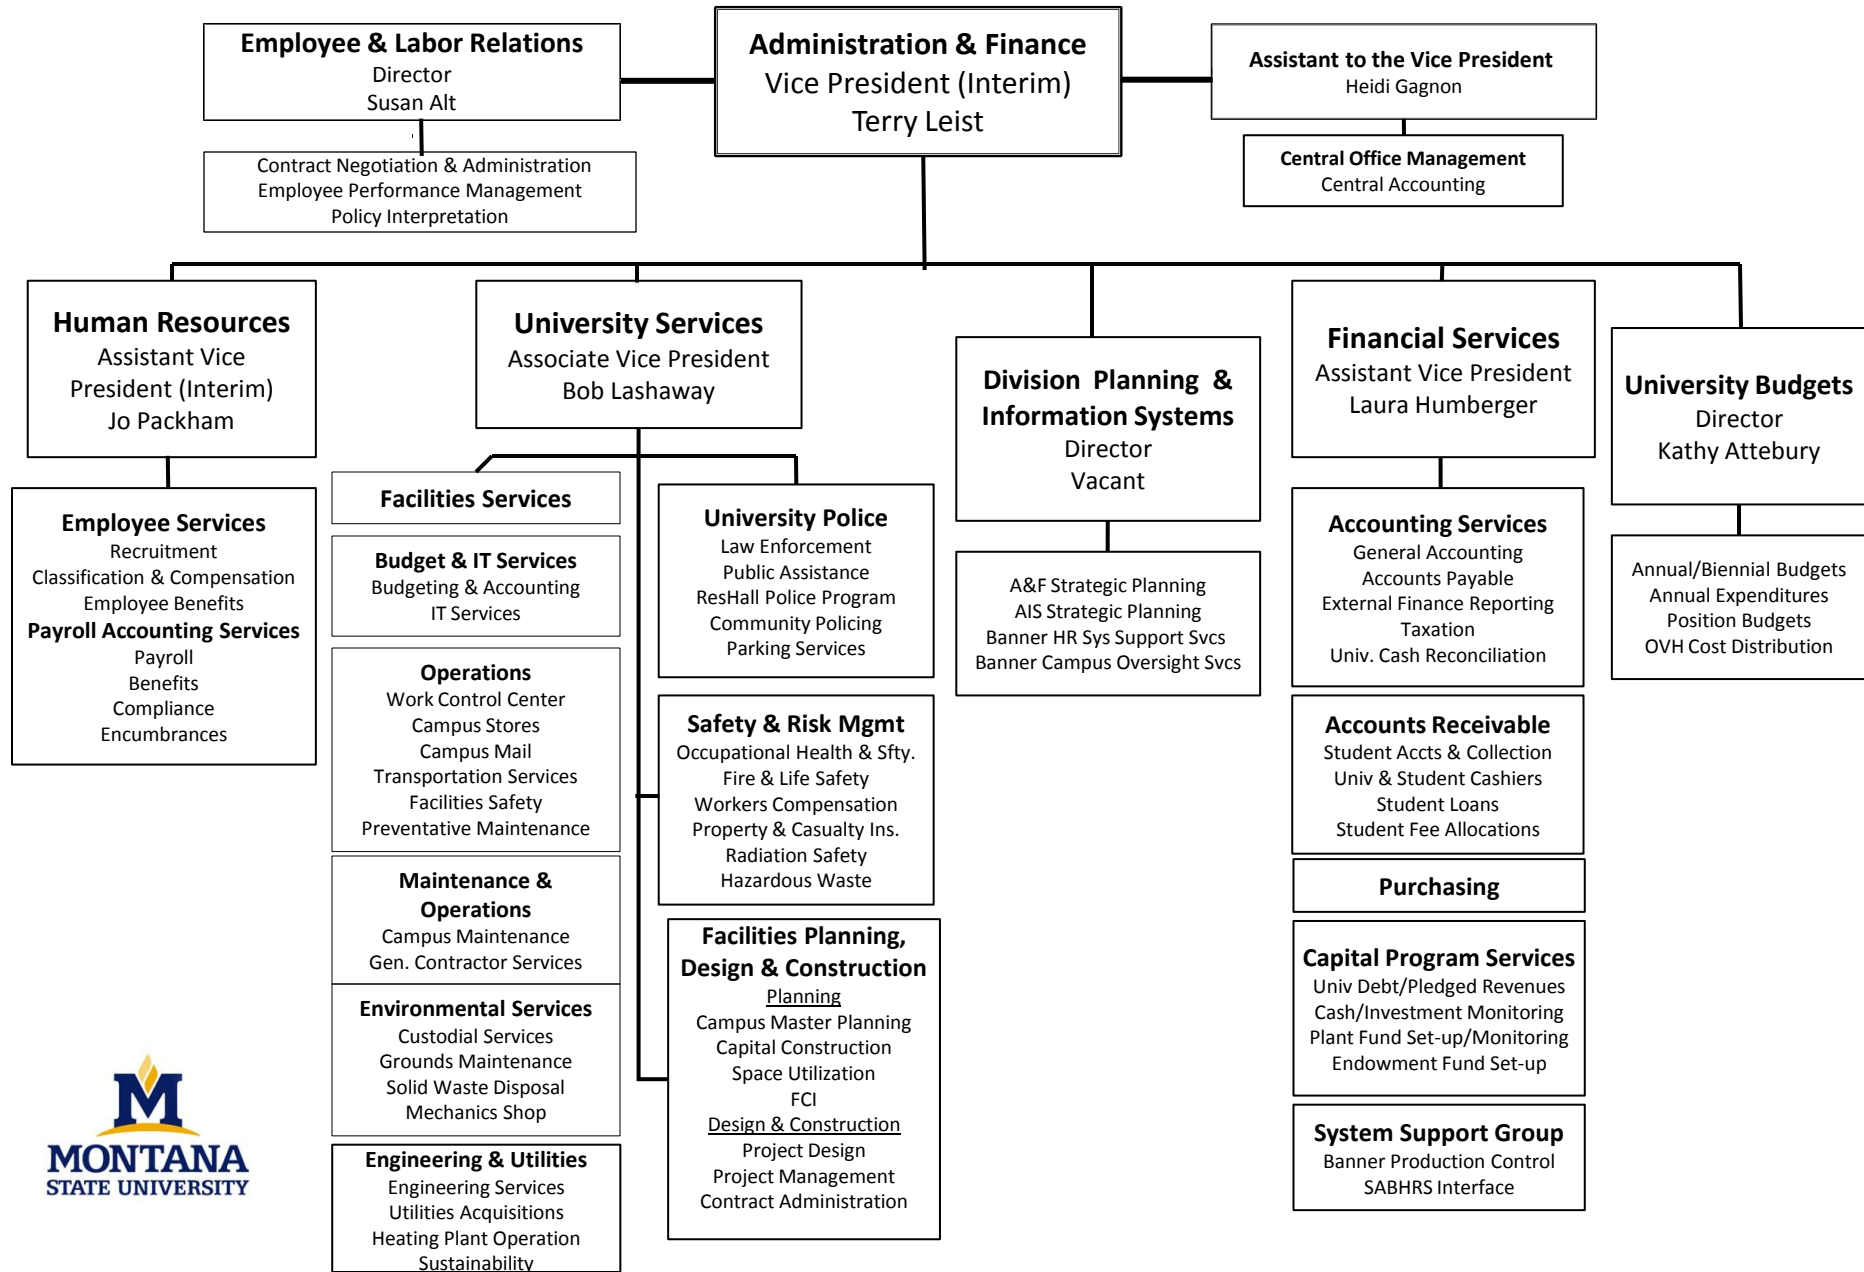 Employee & Labor Relations
Director
Susan Alt
Contract Negotiation & Administration
Employee Performance Management
Policy Interpretation
Administration & Finance
Vice President (Interim)
Terry Leist
Assistant to the Vice President
Heidi Gagnon
Central Office Management
Central Accounting
Human Resources
Assistant Vice
President (Interim)
Jo Packham
Employee Services
Recruitment
Classification & Compensation
Employee Benefits
Payroll Accounting Services
Payroll
Benefits
Compliance
Encumbrances
University Services
Associate Vice President
Bob Lashaway
Facilities Services
Budget & IT Services
Budgeting & Accounting
IT Services
Operations
Work Control Center
Campus Stores
Campus Mail
Transportation Services
Facilities Safety
Preventative Maintenance
Maintenance &
Operations
Campus Maintenance
Gen. Contractor Services
Environmental Services
Custodial Services
Grounds Maintenance
Solid Waste Disposal
Mechanics Shop
Engineering & Utilities
Engineering Services
Utilities Acquisitions
Heating Plant Operation
Sustainability
University Police
Law Enforcement
Public Assistance
ResHall Police Program
Community Policing
Parking Services
Safety & Risk Mgmt
Occupational Health & Sfty.
Fire & Life Safety
Workers Compensation
Property & Casualty Ins.
Radiation Safety
Hazardous Waste
Facilities Planning,
Design & Construction
Planning
Campus Master Planning
Capital Construction
Space Utilization
FCI
Design & Construction
Project Design
Project Management
Contract Administration
Division Planning &
Information Systems
Director
Vacant
A&F Strategic Planning
AIS Strategic Planning
Banner HR Sys Support Svcs
Banner Campus Oversight Svcs
Financial Services
Assistant Vice President
Laura Humberger
Accounting Services
General Accounting
Accounts Payable
External Finance Reporting
Taxation
Univ. Cash Reconciliation
Accounts Receivable
Student Accts & Collection
Univ & Student Cashiers
Student Loans
Student Fee Allocations
Purchasing
Capital Program Services
Univ Debt/Pledged Revenues
Cash/Investment Monitoring
Plant Fund Set-up/Monitoring
Endowment Fund Set-up
System Support Group
Banner Production Control
SABHRS Interface
University Budgets
Director
Kathy Attebury
Annual/Biennial Budgets
Annual Expenditures
Position Budgets
OVH Cost Distribution
M
MONTANA
STATE UNIVERSITY